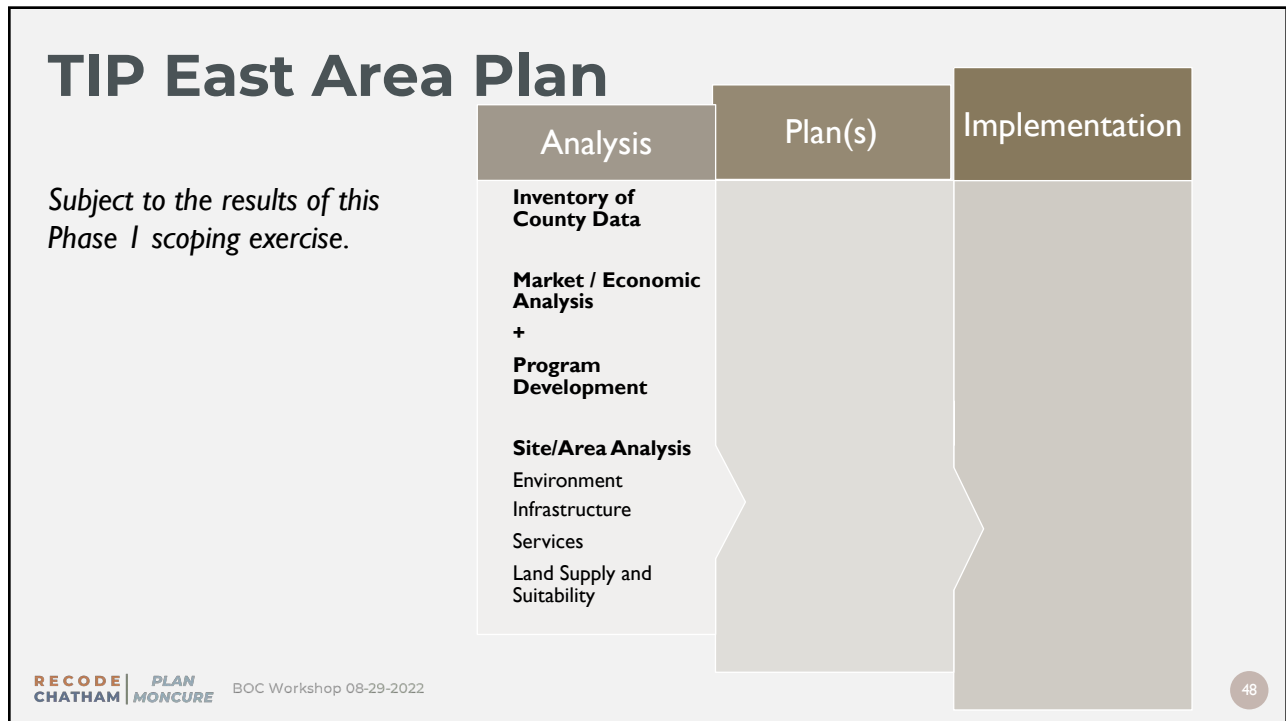 TIP East Area Plan
Subject to the results of this
Phase 1 scoping exercise.
Analysis
Plan(s)
Implementation
Inventory of
County Data
Market / Economic
Analysis
+
Program
Development
Site/Area Analysis
Environment
Infrastructure
Services
Land Supply and
Suitability
RECODE
CHATHAM
PLAN
MONCURE
BOC Workshop 08-29-2022
48